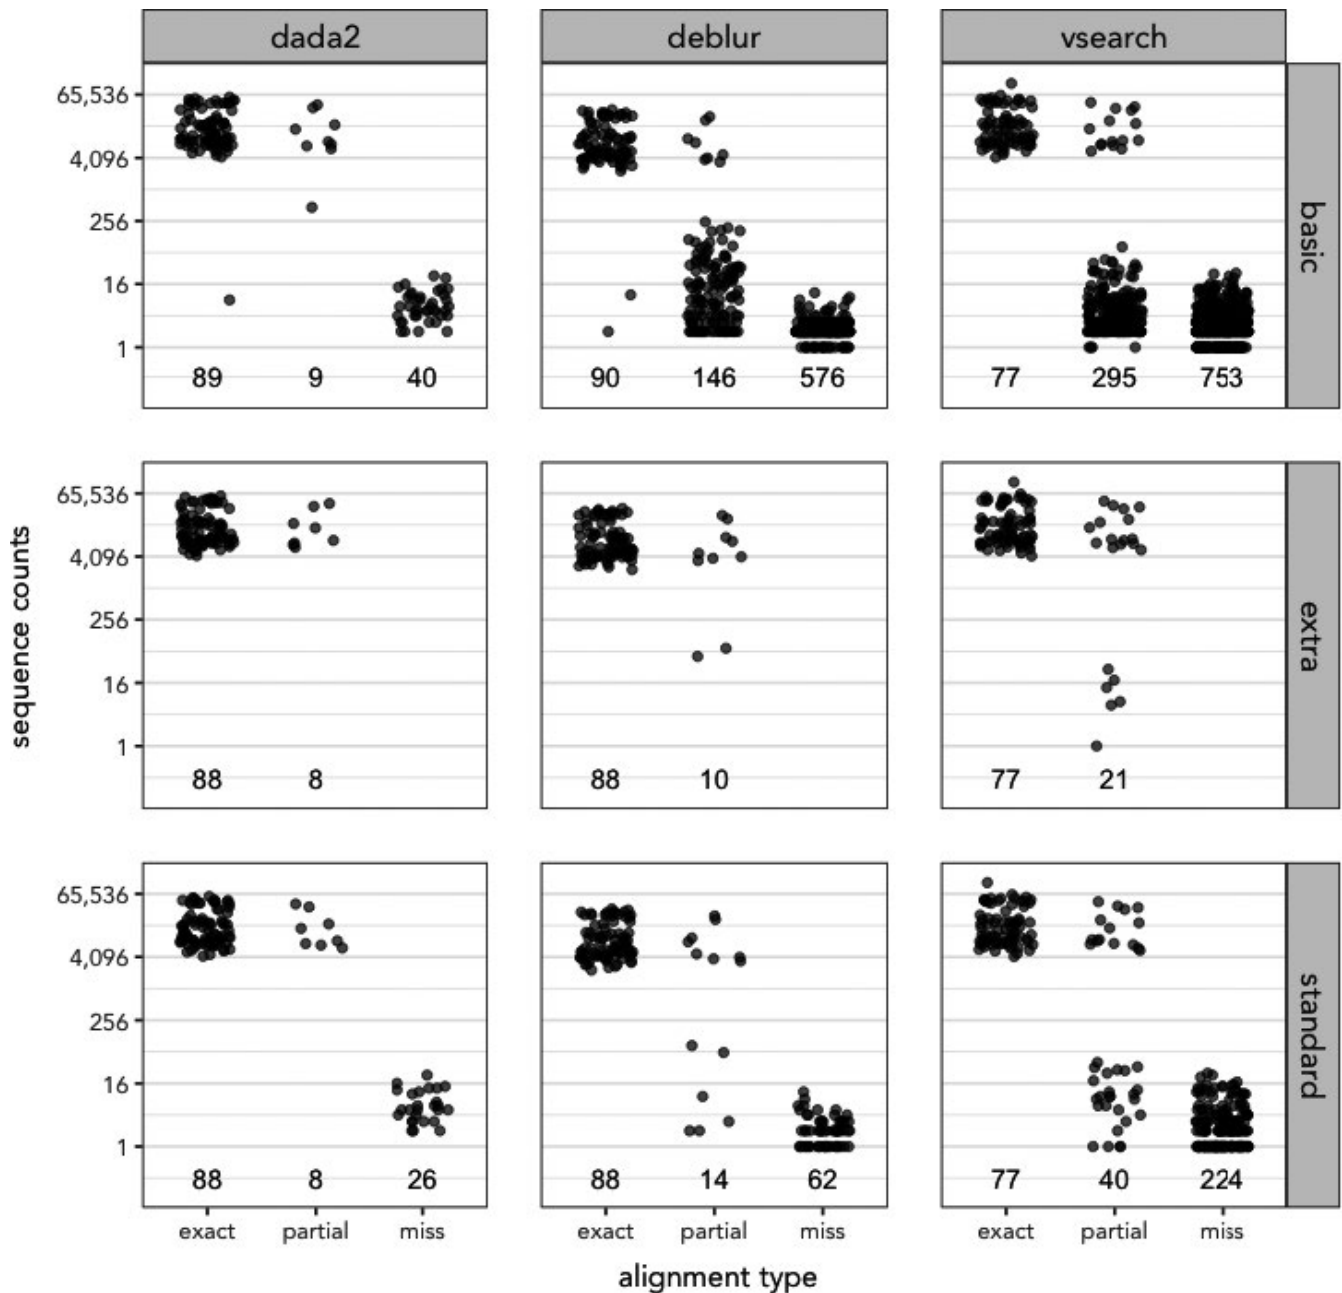 dada2 deblur vsearch
65,536
4,096
256
16
1
89 9 40 90 146 576 77 295 753
basic
65,536
4,096
256
16
1
88 8 88 10 77 21
extra
sequence counts
65,536
4,096
256
16
1
88 8 26 88 14 62 77 40 224
standard
exact partial miss exact partial miss exact partial miss
alignment type